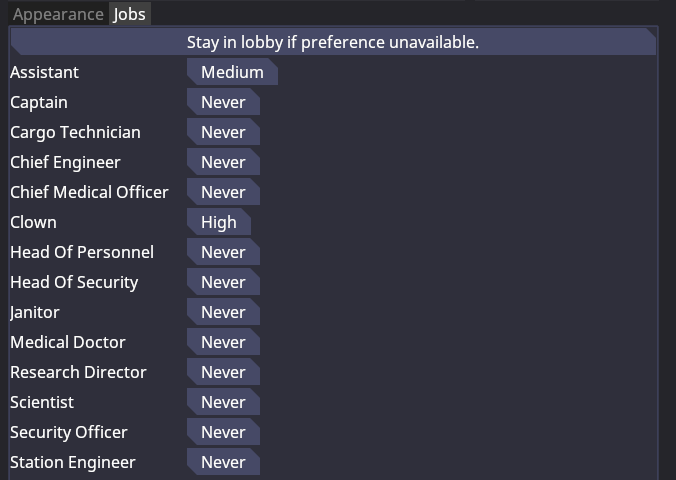 Appearance Jobs
Stay in lobby if preference unavailable.
Assistant Medium
Captain Never
Cargo Technician Never
Chief Engineer Never
Chief Medical Officer Never
Clown High
Head Of Personnel Never
Head Of Security Never
Janitor Never
Medical Doctor Never
Research Director Never
Scientist Never
Security Officer Never
Station Engineer Never